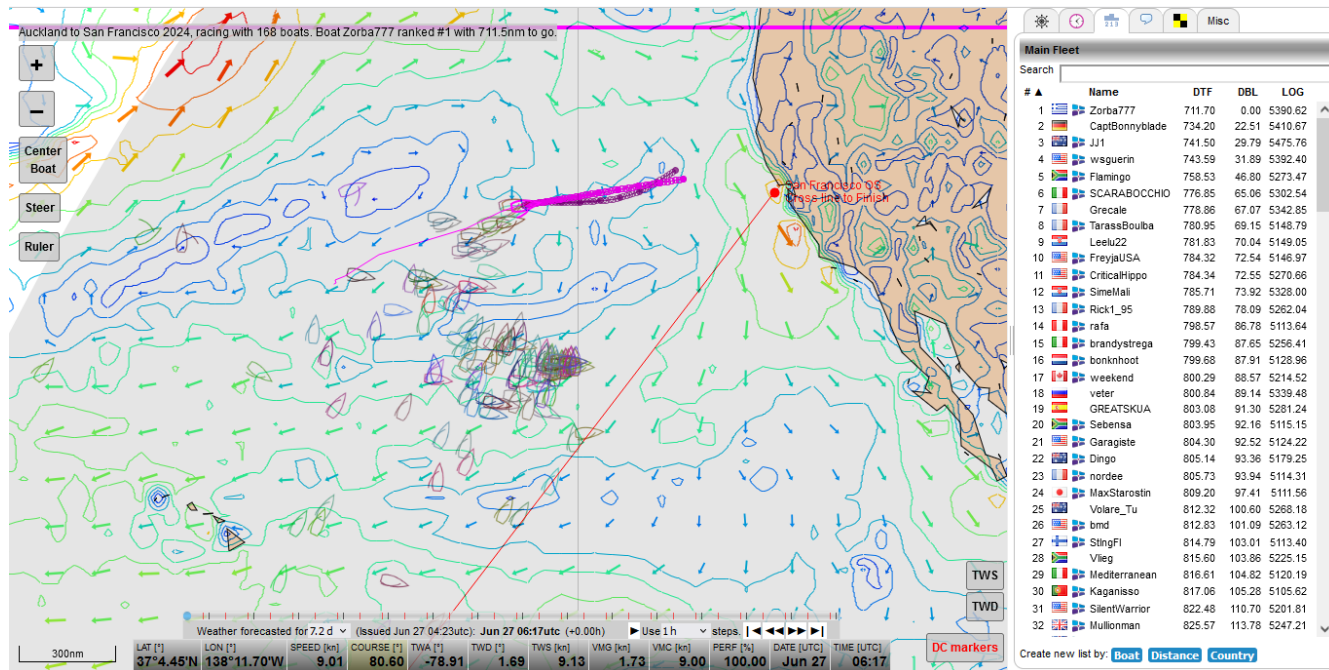 Misc
Auckland to San Francisco 2024, racing with 168 boats. Boat Zorba777 ranked #1 with 711.5nm to go.
+
−
Center
Boat
Steer
Ruler
San Francisco OS
Cross line to Finish
Main Fleet
Search
# ▲ Name DTF DBL LOG
1 Zorba777 711.70 0.00 5390.62
2 CaptBonnyblade 734.20 22.51 5410.67
3 JJ1 741.50 29.79 5475.76
4 wsguerin 743.59 31.89 5392.40
5 Flamingo 758.53 46.80 5273.47
6 SCARABOCCHIO 776.85 65.06 5302.54
7 Grecale 778.86 67.07 5342.85
8 TarassBoulba 780.95 69.15 5148.79
9 Leelu22 781.83 70.04 5149.05
10 FreyjaUSA 784.32 72.54 5146.97
11 CriticalHippo 784.34 72.55 5270.66
12 SimeMali 785.71 73.92 5328.00
13 Rick1_95 789.88 78.09 5262.04
14 rafa 798.57 86.78 5113.64
15 brandystrega 799.43 87.65 5256.41
16 bonknhoot 799.68 87.91 5128.96
17 weekend 800.29 88.57 5214.52
18 veter 800.84 89.14 5339.48
19 GREATSKUA 803.08 91.30 5281.24
20 Sebensa 803.95 92.16 5115.15
21 Garagiste 804.30 92.52 5124.22
22 Dingo 805.14 93.36 5179.25
23 nordee 805.73 93.94 5114.31
24 MaxStarostin 809.20 97.41 5111.56
25 Volare_Tu 812.32 100.60 5268.18
26 bmd 812.83 101.09 5263.12
27 StngFl 814.79 103.01 5113.40
28 Vlieg 815.60 103.86 5225.15
29 Mediterranean 816.61 104.82 5120.19
30 Kaganisso 817.06 105.28 5105.62
31 SilentWarrior 822.48 110.70 5201.81
32 Mullionman 825.57 113.78 5247.21
Create new list by: Boat Distance Country
TWS
TWD
DC markers
Weather forecasted for 7.2 d (Issued Jun 27 04:23utc): Jun 27 06:17utc (+0.00h) Use 1 h steps.
300nm
LAT [°] LON [°] SPEED [kn] COURSE [°] TWA [°] TWD [°] TWS [kn] VMG [kn] VMC [kn] PERF [%] DATE [UTC] TIME [UTC]
37°4.45'N 138°11.70'W 9.01 80.60 -78.91 1.69 9.13 1.73 9.00 100.00 Jun 27 06:17